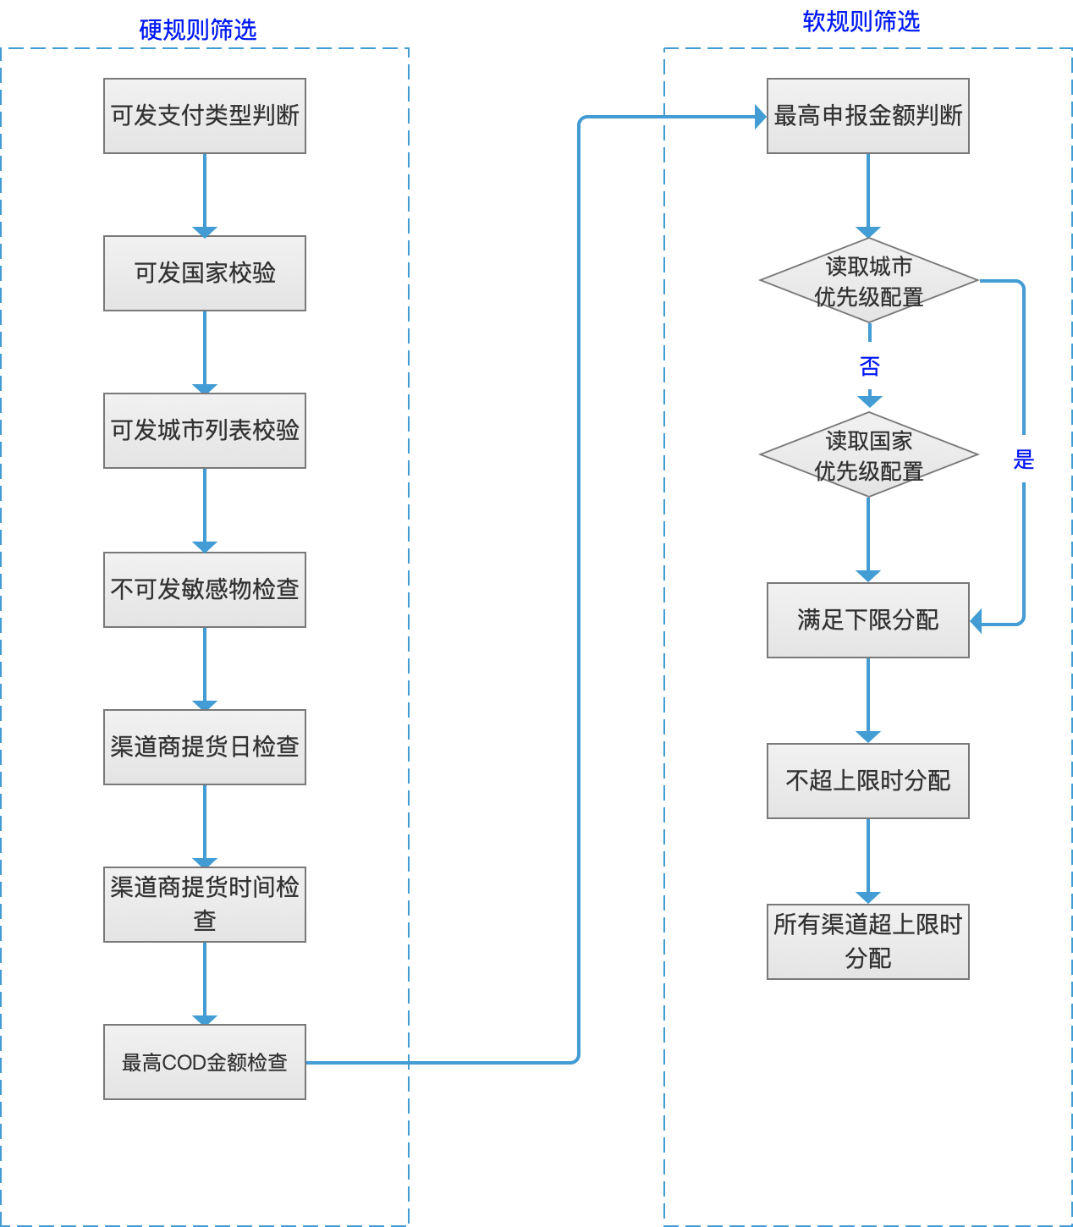 硬规则筛选
可发支付类型判断
可发国家校验
可发城市列表校验
不可发敏感物检查
渠道商提货日检查
渠道商提货时间检
查
最高COD金额检查
软规则筛选
最高申报金额判断
读取城市
优先级配置
否
读取国家
优先级配置
是
满足下限分配
不超上限时分配
所有渠道超上限时
分配